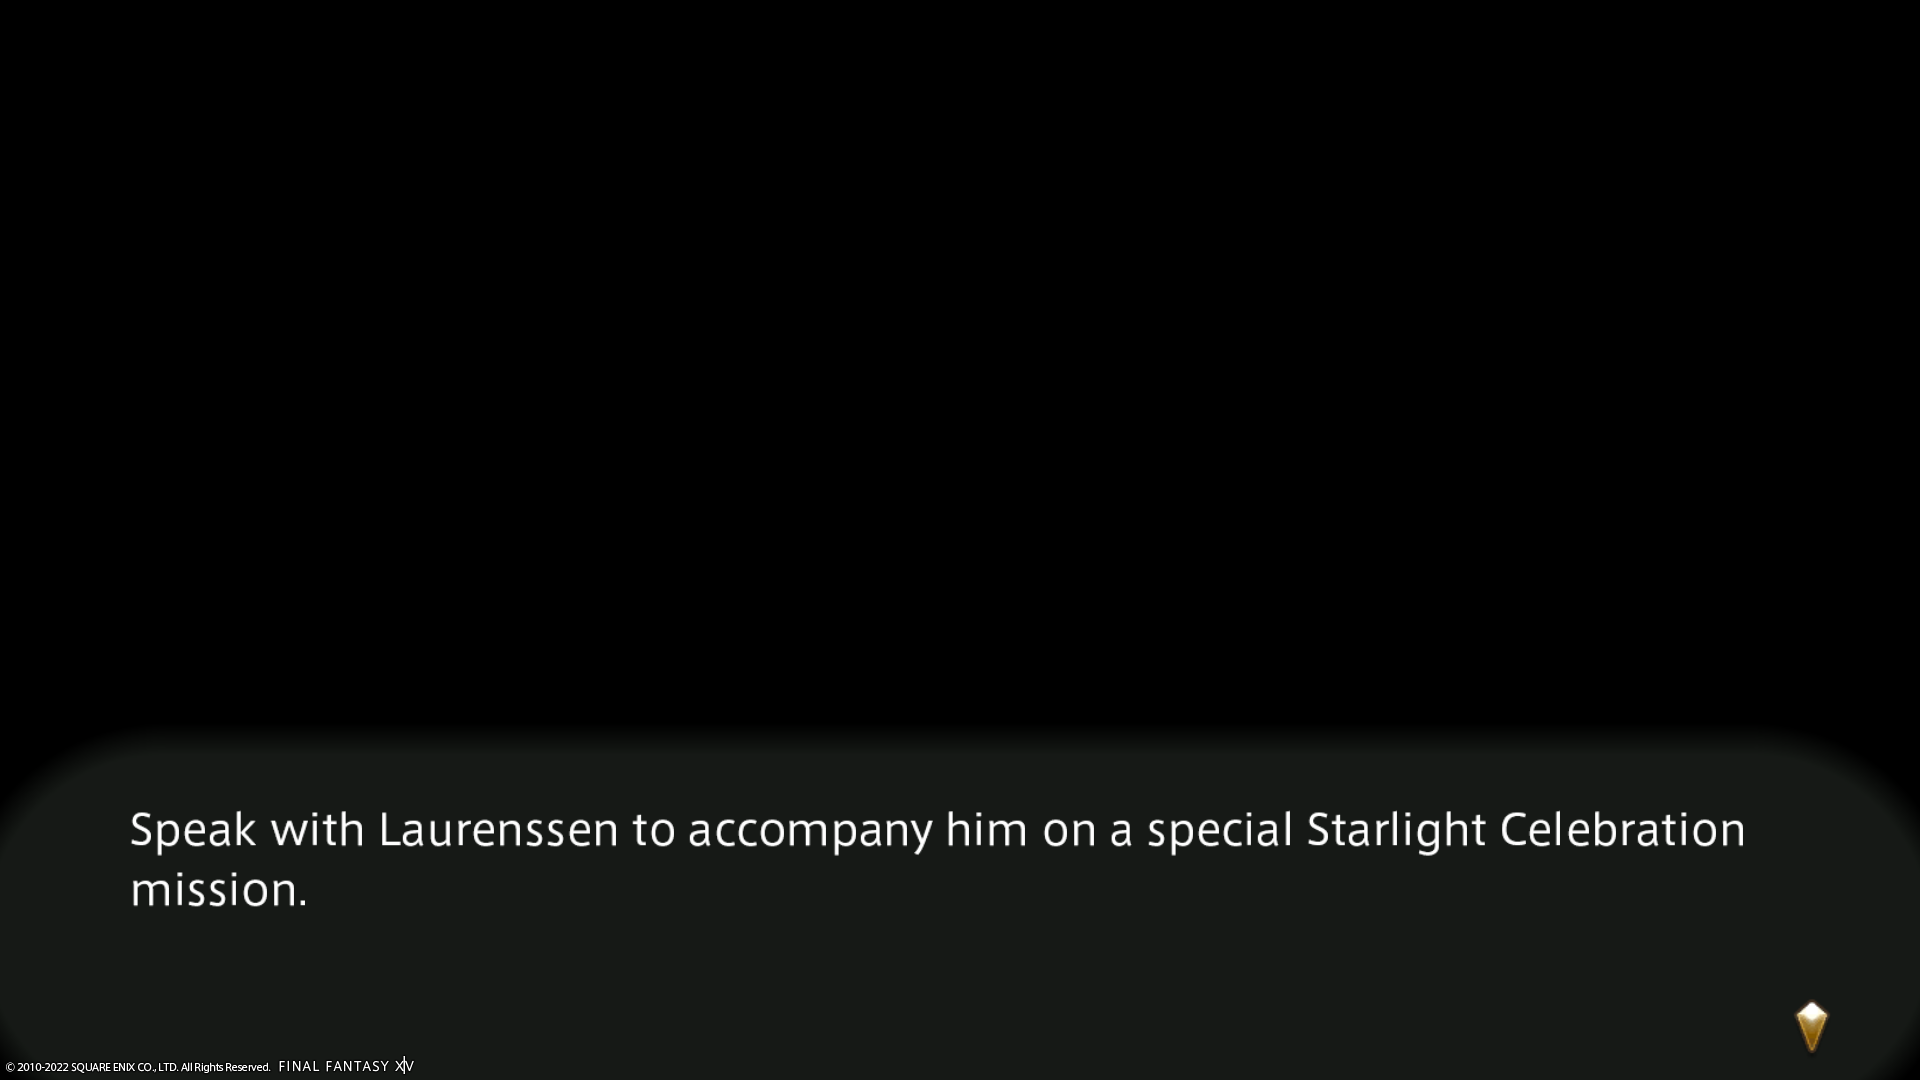 Speak with Laurenssen to accompany him on a special Starlight Celebration
mission.
© 2010-2022 SQUARE ENIX CO., LTD. All Rights Reserved. FINAL FANTASY XIV